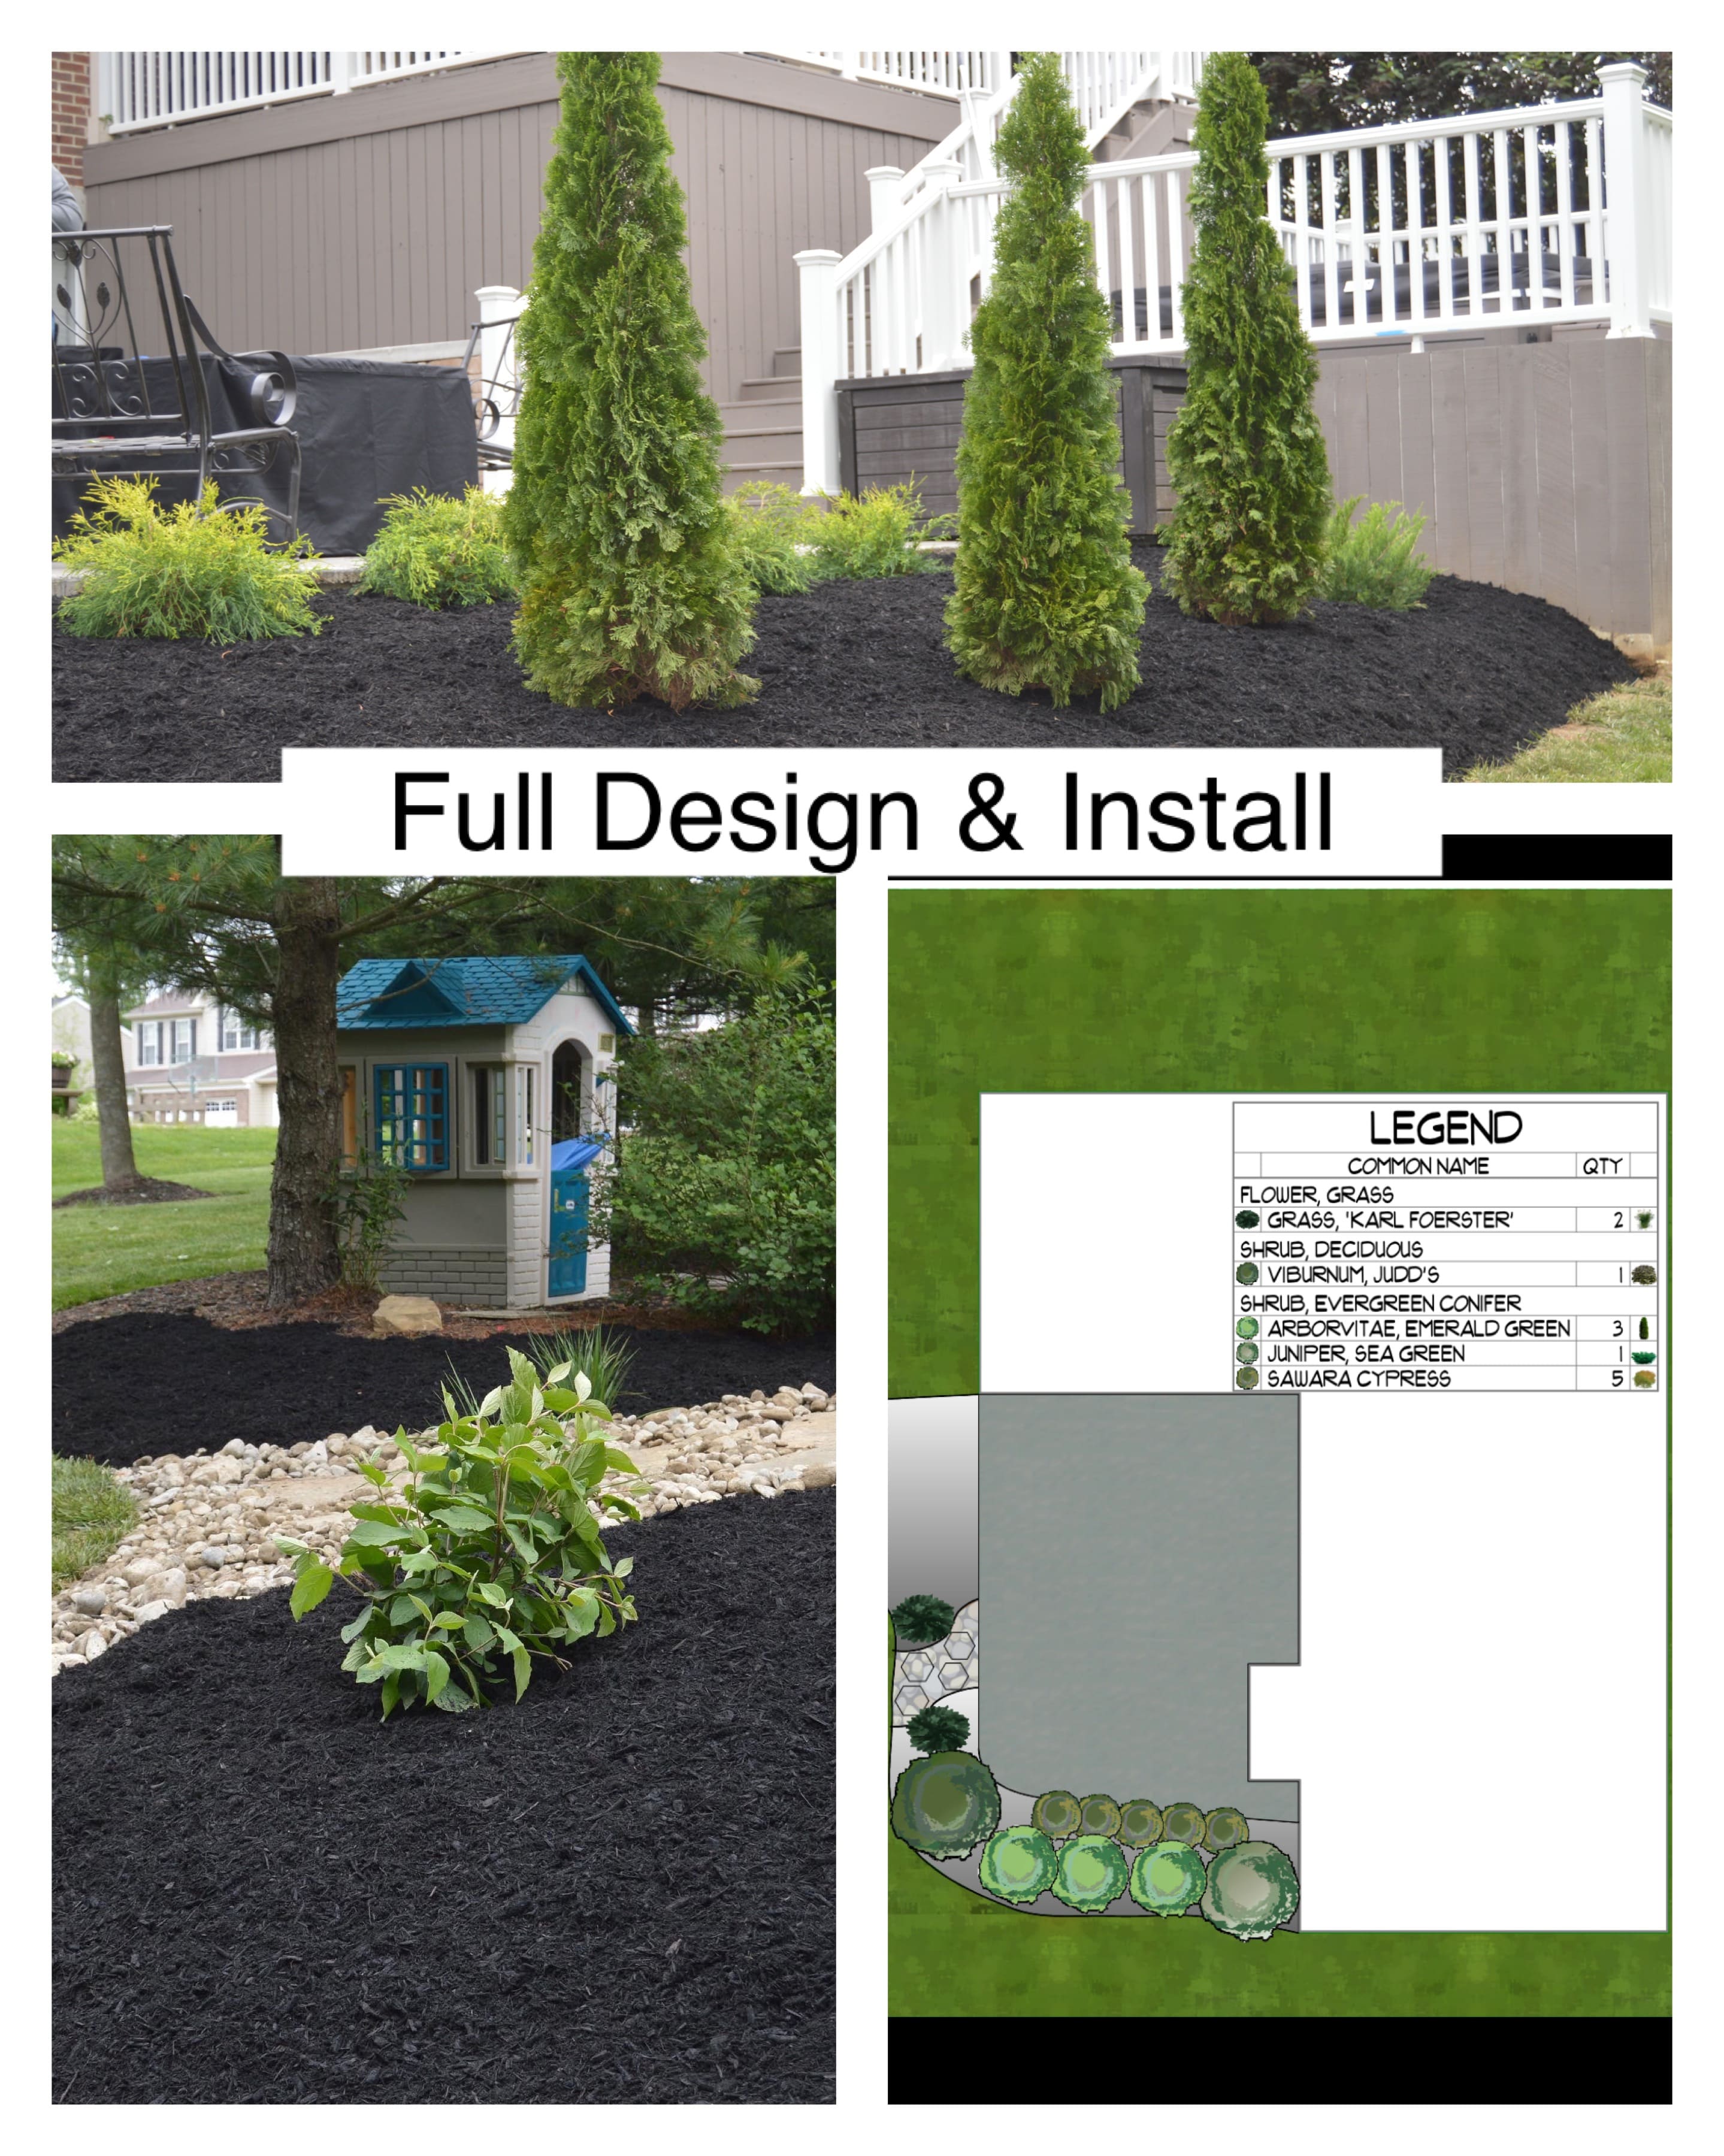 Full Design & Install
LEGEND
COMMON NAME QTY
FLOWER, GRASS
GRASS, 'KARL FOERSTER' 2
SHRUB, DECIDUOUS
VIBURNUM, JUDD'S 1
SHRUB, EVERGREEN CONIFER
ARBORVITAE, EMERALD GREEN 3
JUNIPER, SEA GREEN 1
SAWARA CYPRESS 5